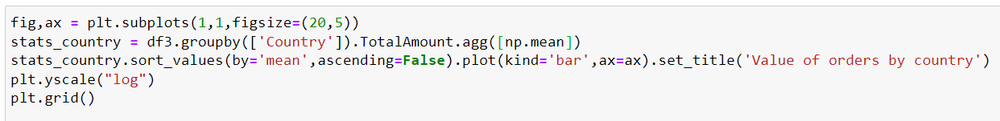 fig,ax = plt.subplots(1,1,figsize=(20,5))
stats_country = df3.groupby(['Country']).TotalAmount.agg([np.mean])
stats_country.sort_values(by='mean',ascending=False).plot(kind='bar',ax=ax).set_title('Value of orders by country')
plt.yscale("log")
plt.grid()